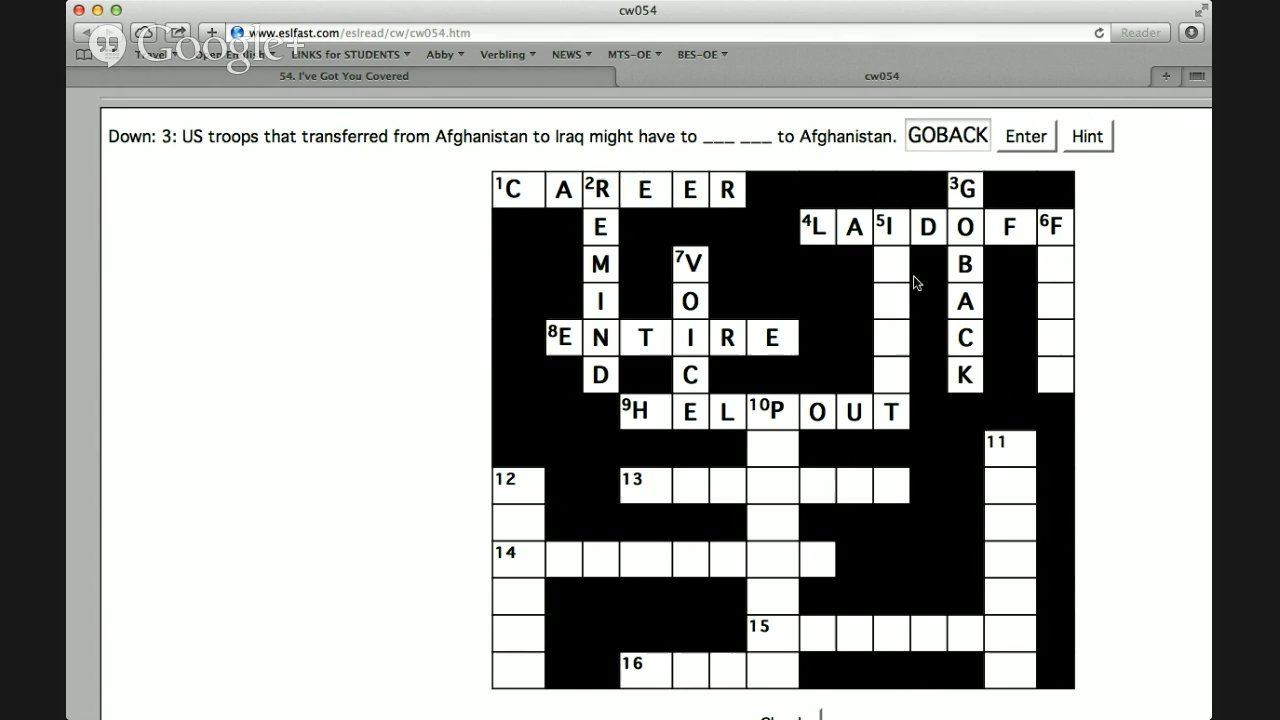 cw054
Google+
www.eslfast.com/eslread/cw/cw054.htm
Reader
Travel Open English LINKS for STUDENTS Abby Verbling NEWS MTS-OE BES-OE
54. I've Got You Covered
cw054
+
Down: 3: US troops that transferred from Afghanistan to Iraq might have to ___ ___ to Afghanistan. GOBACK Enter Hint
1C A 2R E E R 3G
E 4L A 5I D O F 6F
M 7V B
I O A
8E N T I R E C
D C K
9H E L 10P O U T
11
12 13
14
15
16